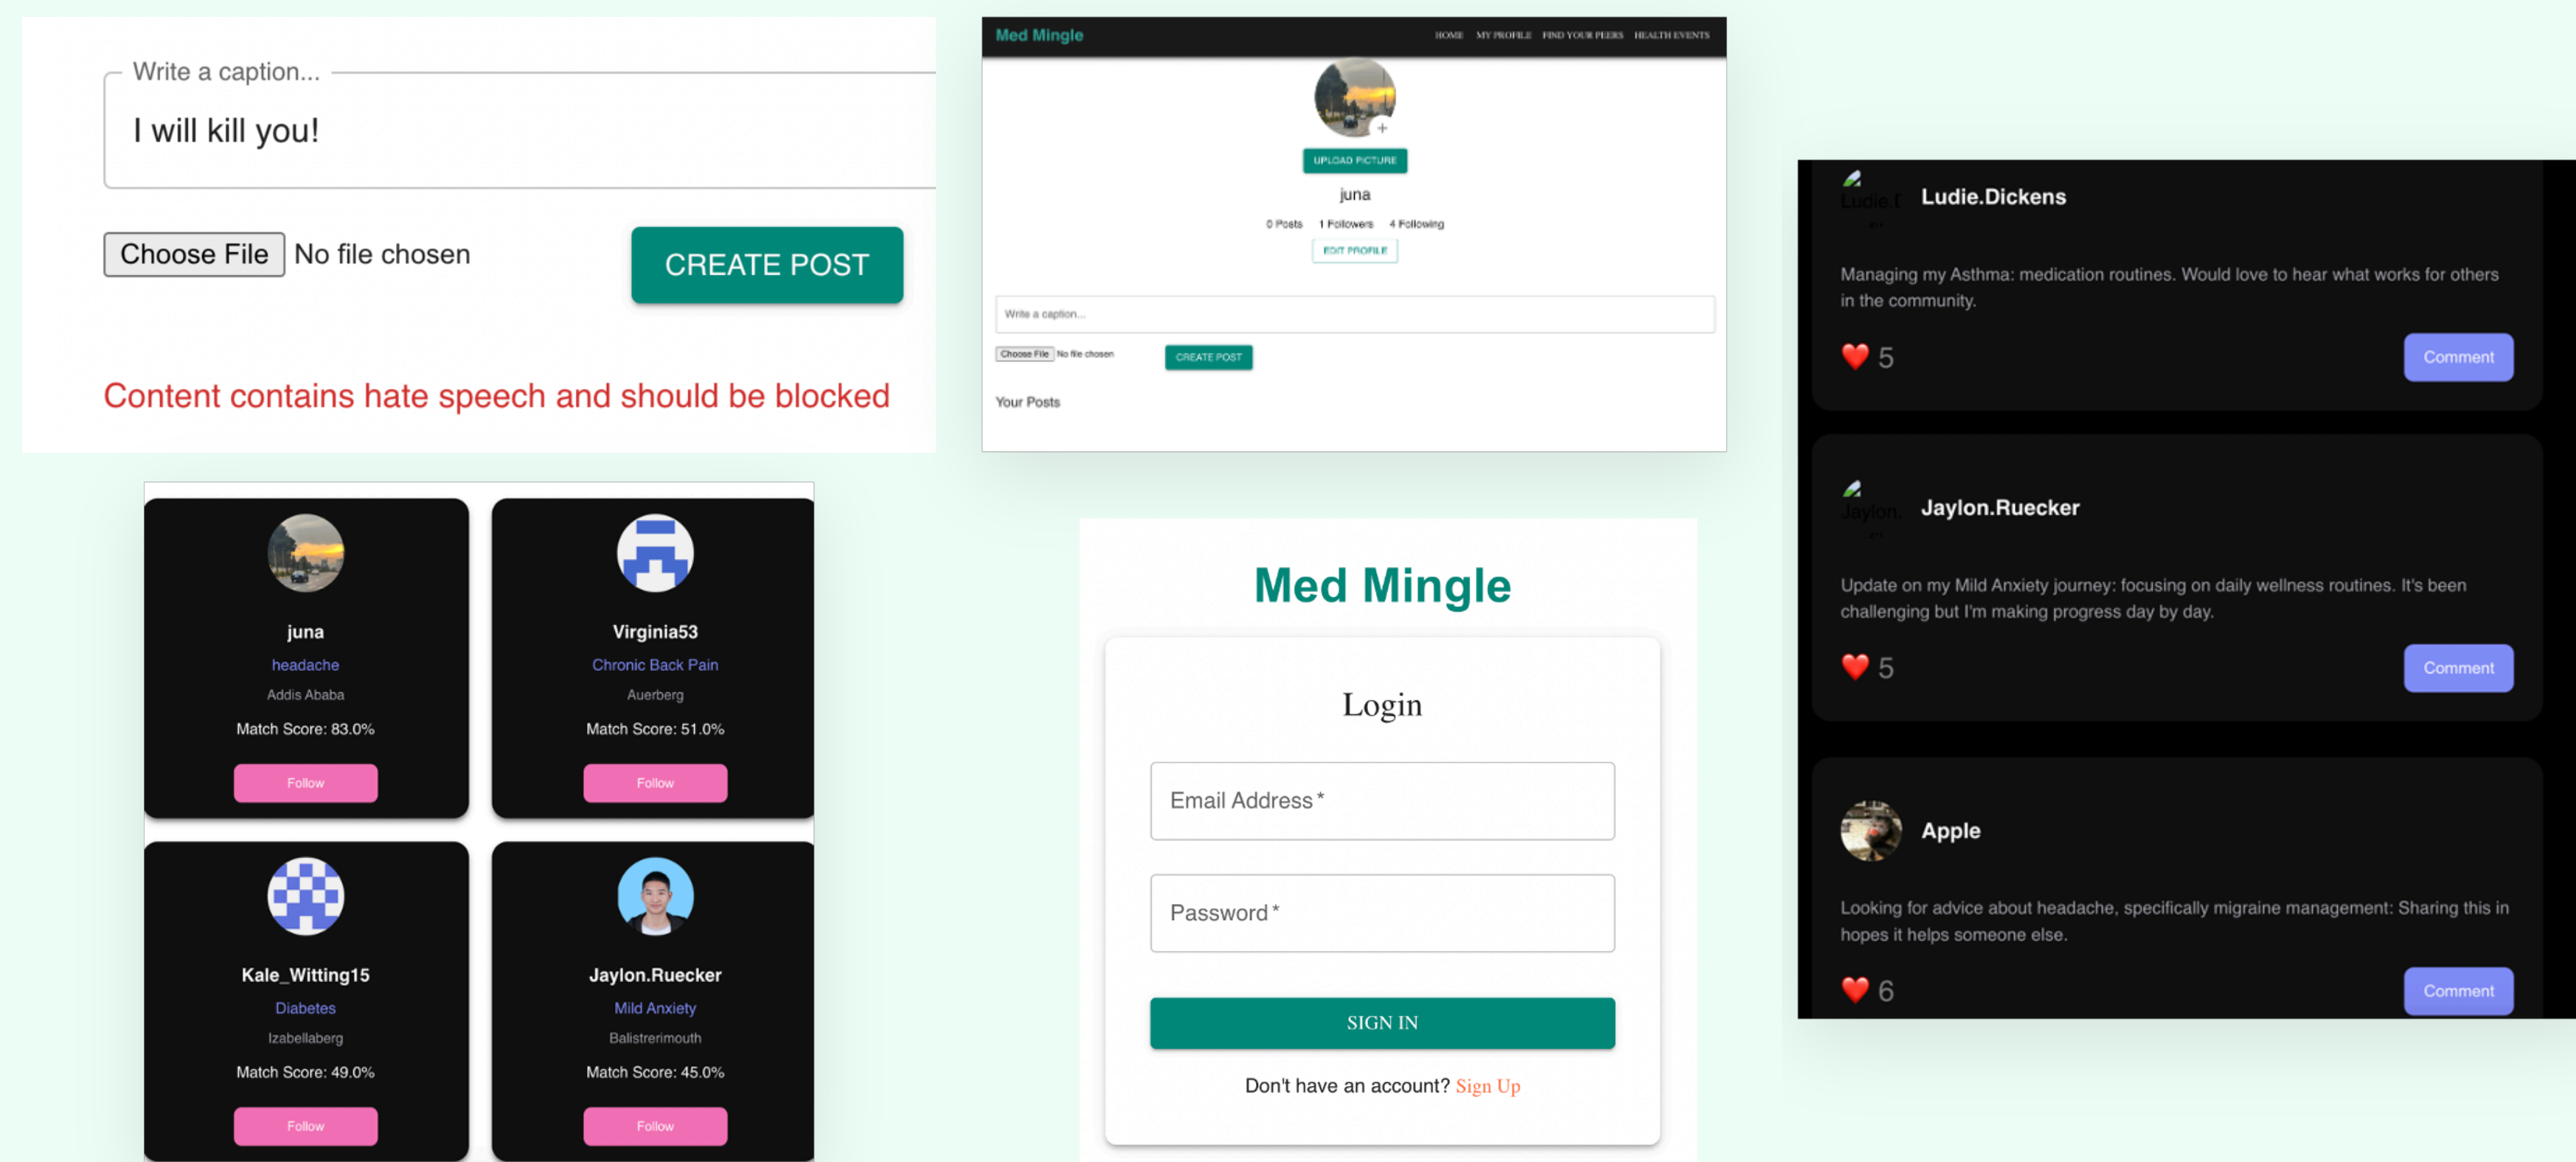 Write a caption...
I will kill you!
Choose File No file chosen
CREATE POST
Content contains hate speech and should be blocked
Med Mingle
HOME MY PROFILE FIND YOUR PEERS HEALTH EVENTS
UPLOAD PICTURE
juna
0 Posts 1 Followers 4 Following
EDIT PROFILE
Write a caption...
Choose File No file chosen
CREATE POST
Your Posts
juna
headache
Addis Ababa
Match Score: 83.0%
Follow
Virginia53
Chronic Back Pain
Auerberg
Match Score: 51.0%
Follow
Kale_Witting15
Diabetes
Izabellaberg
Match Score: 49.0%
Follow
Jaylon.Ruecker
Mild Anxiety
Balistrerimouth
Match Score: 45.0%
Follow
Med Mingle
Login
Email Address *
Password *
SIGN IN
Don't have an account? Sign Up
Ludie.Dickens
Managing my Asthma: medication routines. Would love to hear what works for others
in the community.
❤️ 5
Comment
Jaylon.
Jaylon.Ruecker
Update on my Mild Anxiety journey: focusing on daily wellness routines. It's been
challenging but I'm making progress day by day.
❤️ 5
Comment
Apple
Looking for advice about headache, specifically migraine management: Sharing this in
hopes it helps someone else.
❤️ 6
Comment